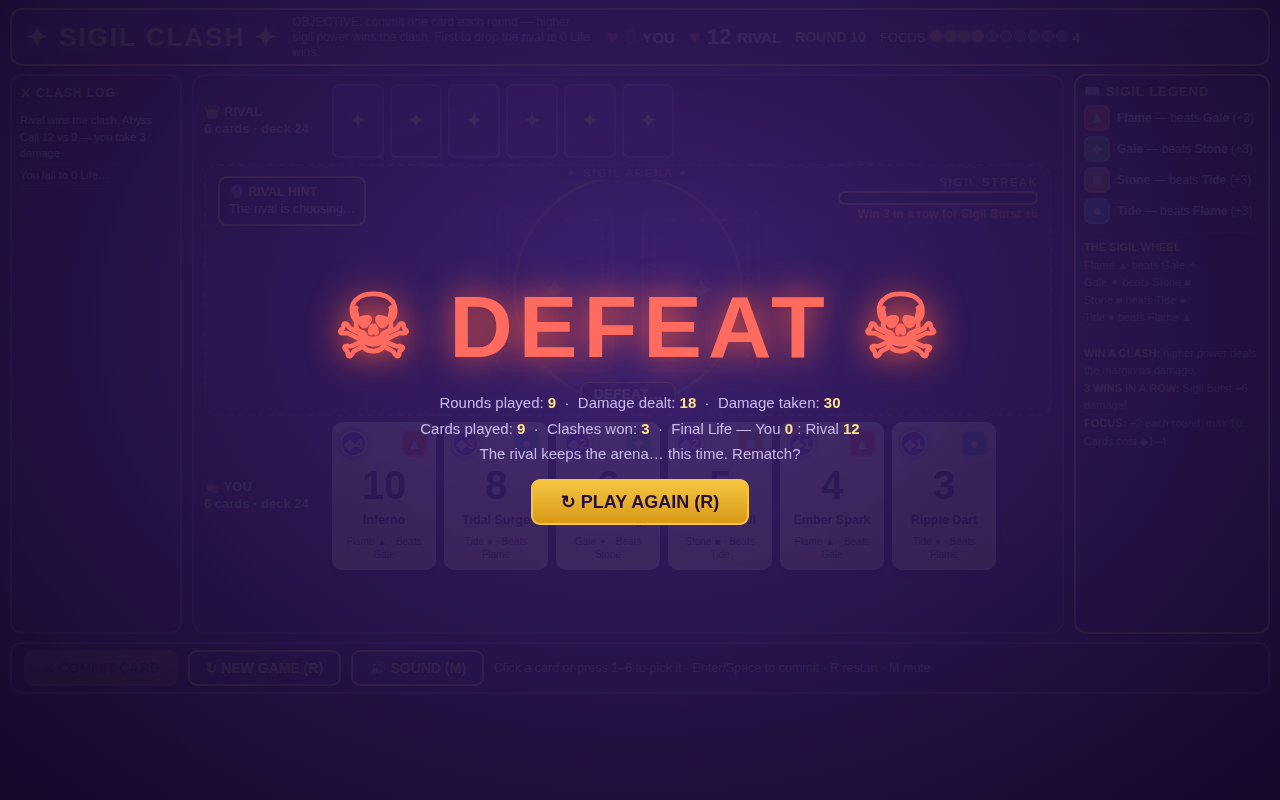 ✦ SIGIL CLASH ✦
OBJECTIVE: commit one card each round — higher
sigil power wins the clash. First to drop the rival to 0 Life
wins.
♥ 0 YOU ♥ 12 RIVAL ROUND 10 FOCUS 4
⚔ CLASH LOG
Rival wins the clash. Abyss
Call 12 vs 9 — you take 3
damage
You fall to 0 Life…
RIVAL
6 cards · deck 24
✦ ✦ ✦ ✦ ✦ ✦
✦ SIGIL ARENA ✦
RIVAL HINT
The rival is choosing…
SIGIL STREAK
Win 3 in a row for Sigil Burst +6
☠ DEFEAT ☠
DEFEAT
Rounds played: 9 · Damage dealt: 18 · Damage taken: 30
Cards played: 9 · Clashes won: 3 · Final Life — You 0 : Rival 12
The rival keeps the arena… this time. Rematch?
↻ PLAY AGAIN (R)
YOU
6 cards · deck 24
◆4 ▲
10
Inferno
Flame ▲ · Beats
Gale
◆3
8
Tidal Surge
Tide ● · Beats
Flame
◆2
Gale ✦ · Beats
Stone
◆2
5
Stone ■ · Beats
Tide
◆1 ▲
4
Ember Spark
Flame ▲ · Beats
Gale
◆1 ●
3
Ripple Dart
Tide ● · Beats
Flame
SIGIL LEGEND
▲ Flame — beats Gale (+3)
✦ Gale — beats Stone (+3)
■ Stone — beats Tide (+3)
● Tide — beats Flame (+3)
THE SIGIL WHEEL
Flame ▲ beats Gale ✦
Gale ✦ beats Stone ■
Stone ■ beats Tide ●
Tide ● beats Flame ▲
WIN A CLASH: higher power deals
the margin as damage.
3 WINS IN A ROW: Sigil Burst +6
damage!
FOCUS: +2 each round, max 10.
Cards cost ◆1–4
⚔ COMMIT CARD
↻ NEW GAME (R)
🔊 SOUND (M)
Click a card or press 1–6 to pick it · Enter/Space to commit · R restart · M mute